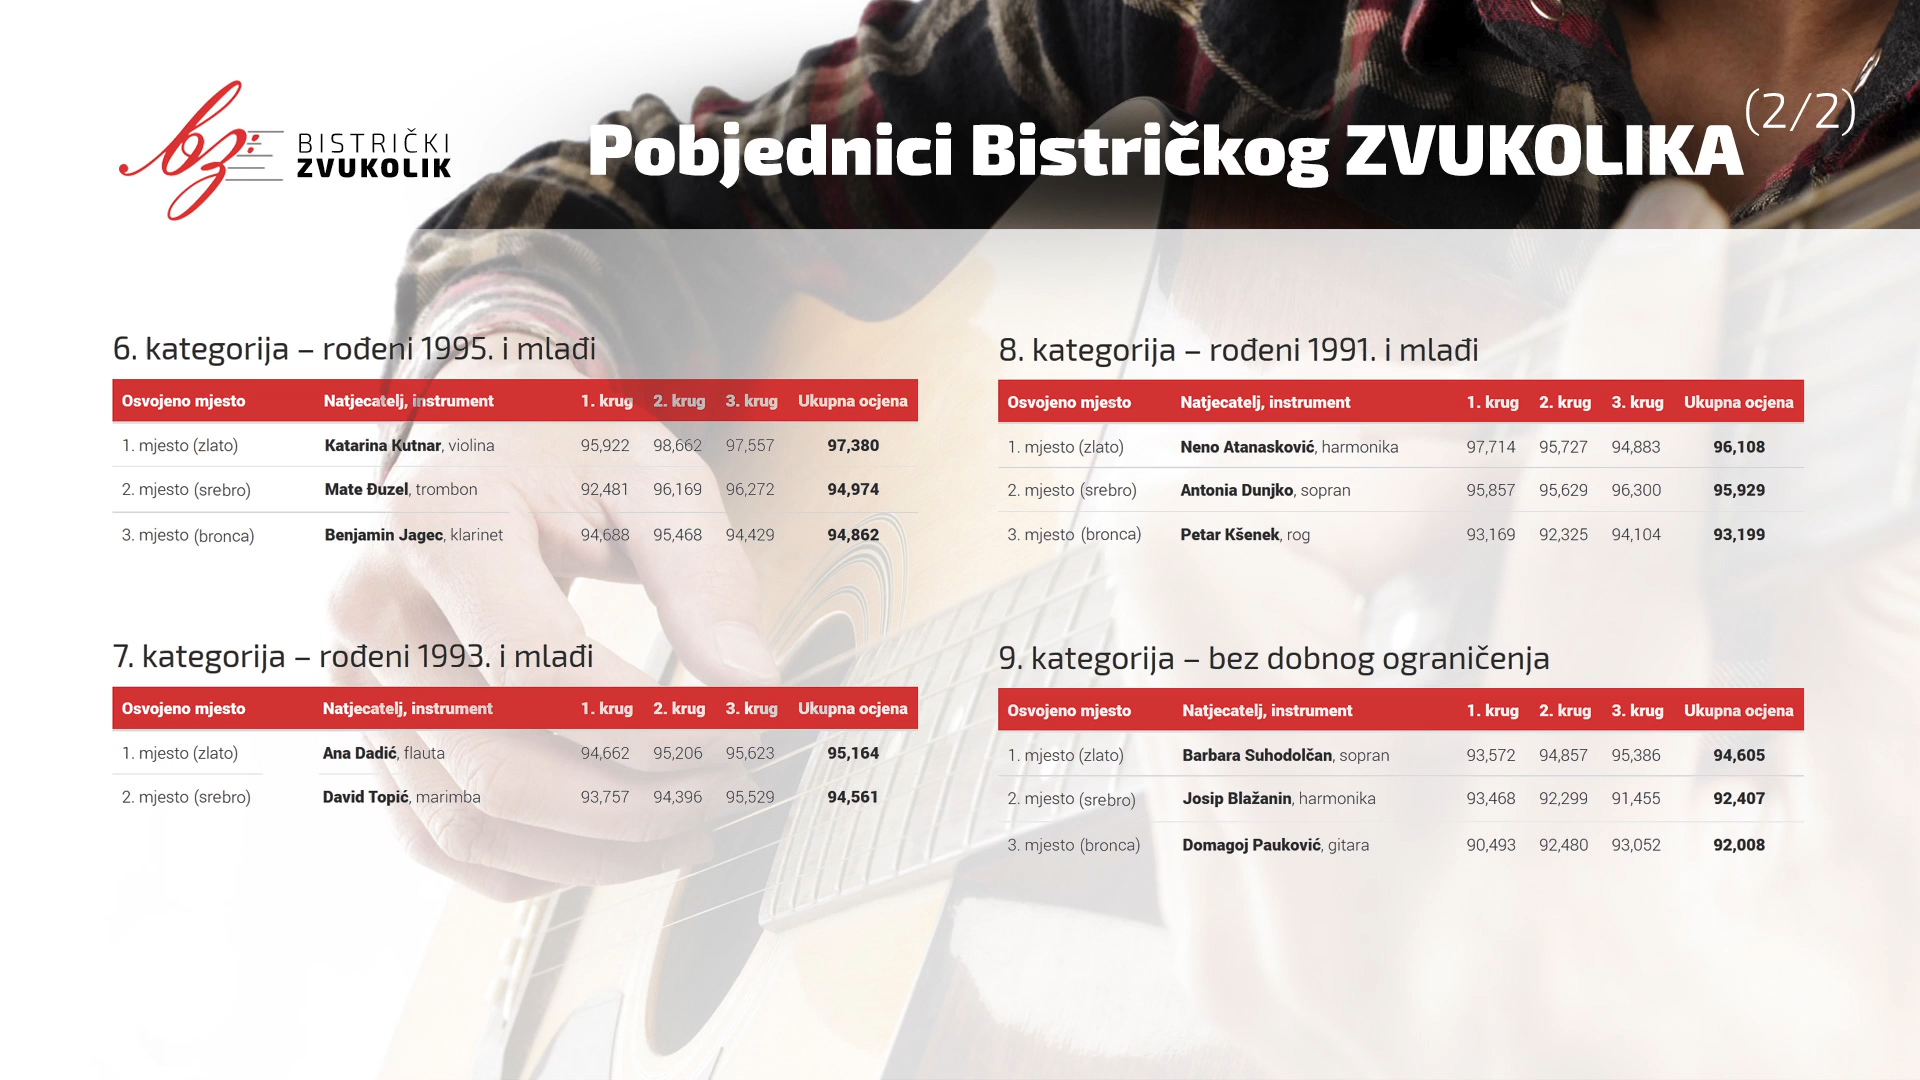 bz:
BISTRIČKI
ZVUKOLIK
Pobjednici Bistričkog ZVUKOLIKA (2/2)
6. kategorija – rođeni 1995. i mlađi
Osvojeno mjesto Natjecatelj, instrument 1. krug 2. krug 3. krug Ukupna ocjena
1. mjesto (zlato) Katarina Kutnar, violina 95,922 98,662 97,557 97,380
2. mjesto (srebro) Mate Đuzel, trombon 92,481 96,169 96,272 94,974
3. mjesto (bronca) Benjamin Jagec, klarinet 94,688 95,468 94,429 94,862
7. kategorija – rođeni 1993. i mlađi
Osvojeno mjesto Natjecatelj, instrument 1. krug 2. krug 3. krug Ukupna ocjena
1. mjesto (zlato) Ana Dadić, flauta 94,662 95,206 95,623 95,164
2. mjesto (srebro) David Topić, marimba 93,757 94,396 95,529 94,561
8. kategorija – rođeni 1991. i mlađi
Osvojeno mjesto Natjecatelj, instrument 1. krug 2. krug 3. krug Ukupna ocjena
1. mjesto (zlato) Neno Atanasković, harmonika 97,714 95,727 94,883 96,108
2. mjesto (srebro) Antonia Dunjko, sopran 95,857 95,629 96,300 95,929
3. mjesto (bronca) Petar Kšenek, rog 93,169 92,325 94,104 93,199
9. kategorija – bez dobnog ograničenja
Osvojeno mjesto Natjecatelj, instrument 1. krug 2. krug 3. krug Ukupna ocjena
1. mjesto (zlato) Barbara Suhodolčan, sopran 93,572 94,857 95,386 94,605
2. mjesto (srebro) Josip Blažanin, harmonika 93,468 92,299 91,455 92,407
3. mjesto (bronca) Domagoj Pauković, gitara 90,493 92,480 93,052 92,008